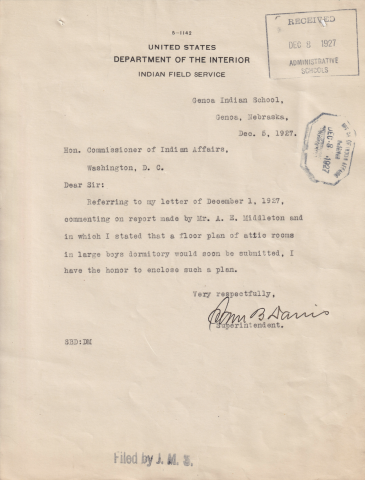 5-1143
UNITED STATES
DEPARTMENT OF THE INTERIOR
INDIAN FIELD SERVICE
RECEIVED
DEC 8 1927
ADMINISTRATIVE
SCHOOLS
Genoa Indian School,
Genoa, Nebraska,
Dec. 5, 1927.
DEC -8 1927
Hon. Commissioner of Indian Affairs,
Washington, D. C.
Dear Sir:
Referring to my letter of December 1, 1927,
commenting on report made by Mr. A. E. Middleton and
in which I stated that a floor plan of attic rooms
in large boys dormitory would soon be submitted, I
have the honor to enclose such a plan.
Very respectfully,
B Davis
Superintendent.
SBD:DM
Filed by J. M. S.